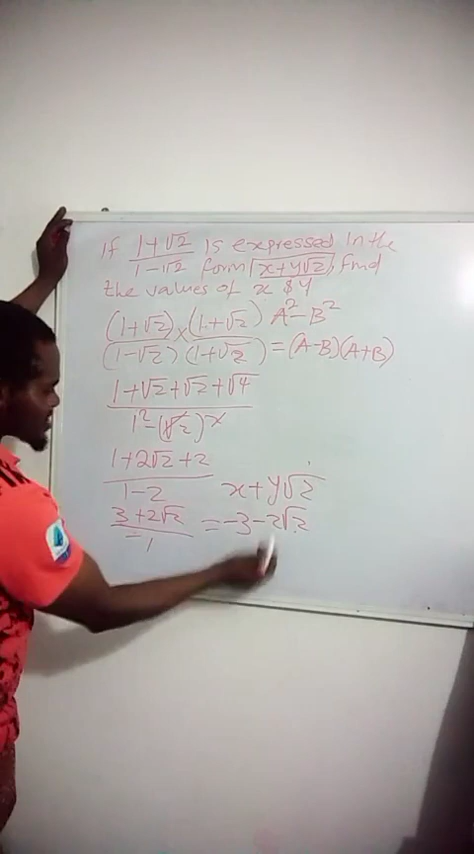 If (1+√2)/(1-√2) is expressed in the
form x+y√2, find
the values of x & y
(1+√2)/(1-√2) × (1+√2)/(1+√2) A²-B²
=(A-B)(A+B)
1+√2+√2+√4
1²-(√2)²
1+2√2+2
1-2 x+y√2
3+2√2/-1 = -3-2√2